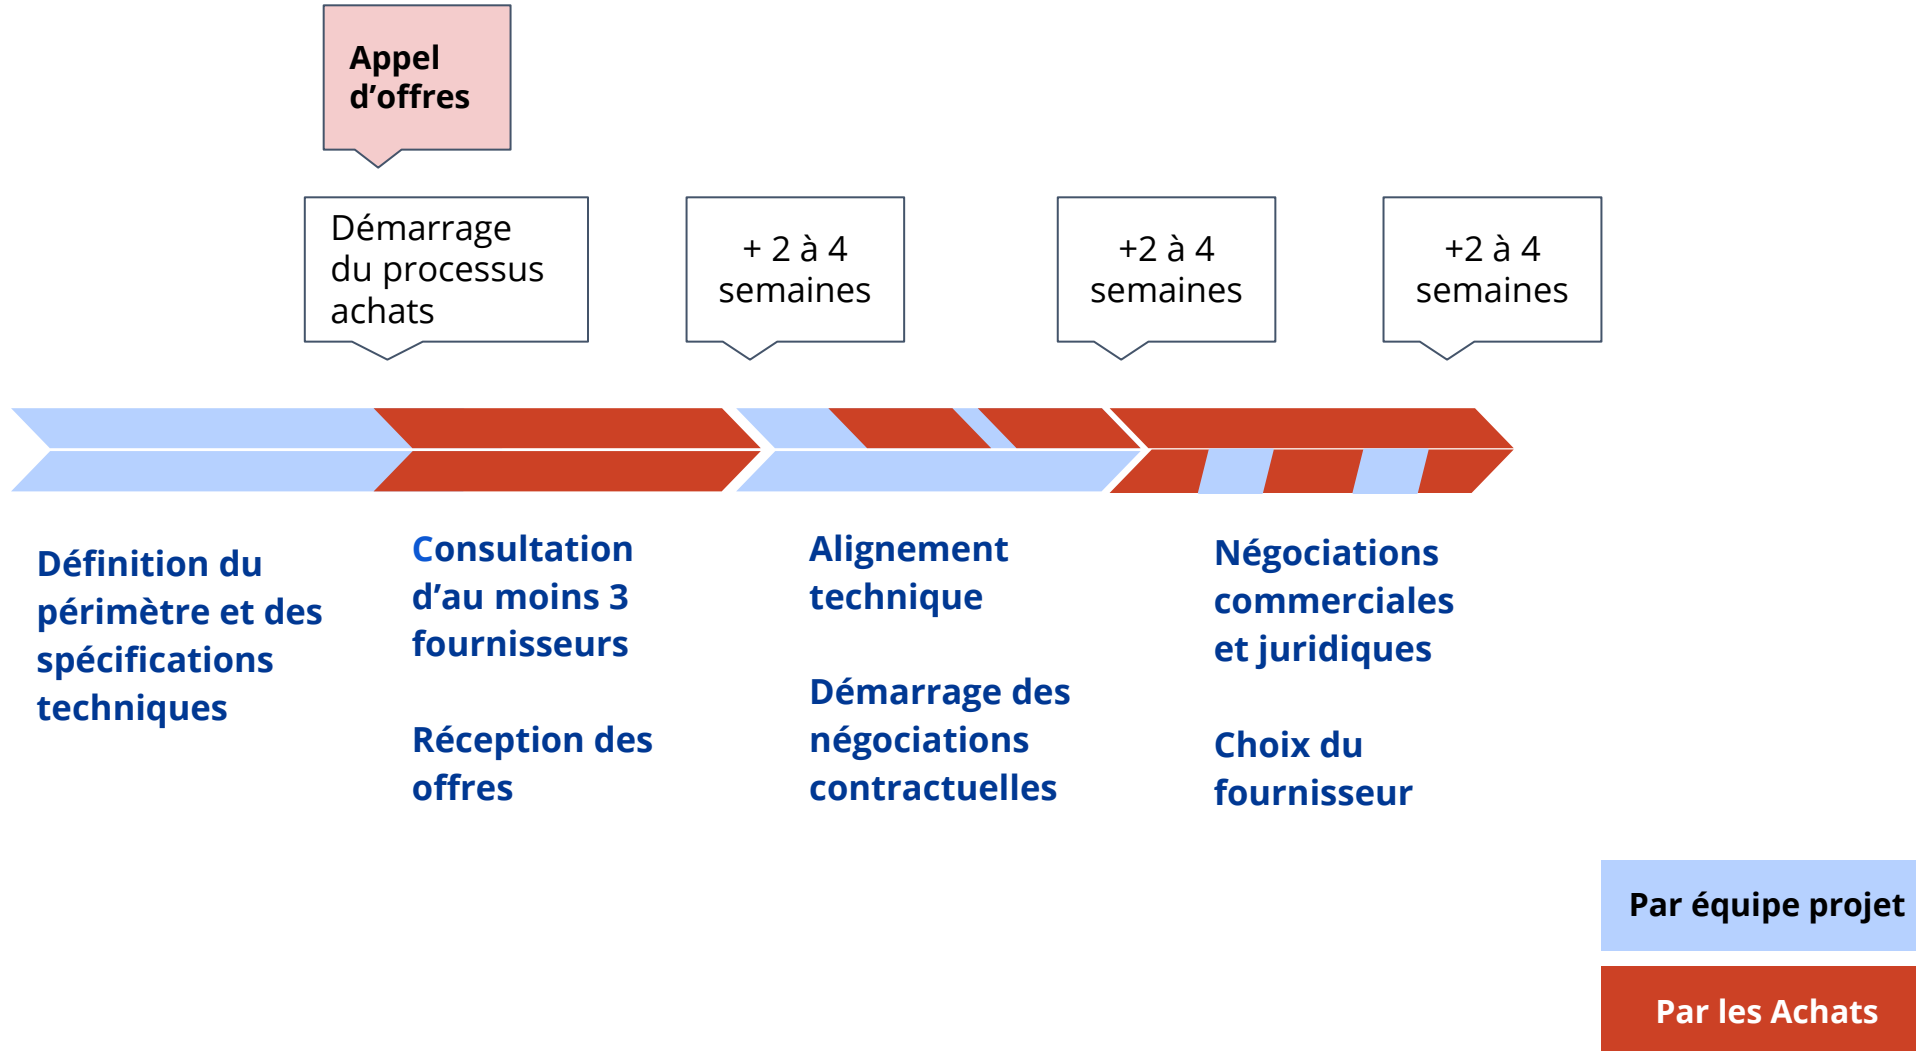 Appel
d’offres
Démarrage
du processus
achats
+ 2 à 4
semaines
+2 à 4
semaines
+2 à 4
semaines
Définition du
périmètre et des
spécifications
techniques
Consultation
d’au moins 3
fournisseurs
Réception des
offres
Alignement
technique
Démarrage des
négociations
contractuelles
Négociations
commerciales
et juridiques
Choix du
fournisseur
Par équipe projet
Par les Achats